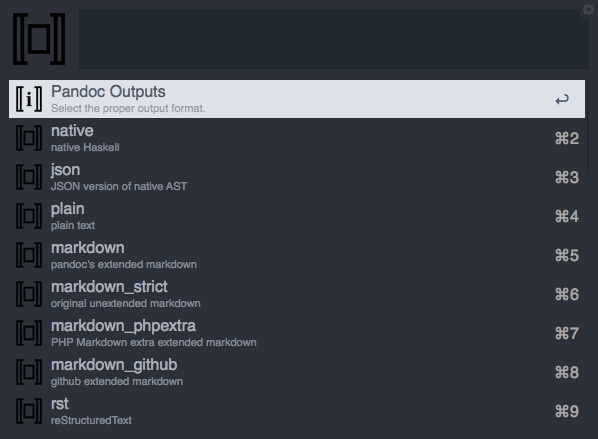 Pandoc Outputs
Select the proper output format.
native
native Haskell
⌘2
json
JSON version of native AST
⌘3
plain
plain text
⌘4
markdown
pandoc's extended markdown
⌘5
markdown_strict
original unextended markdown
⌘6
markdown_phpextra
PHP Markdown extra extended markdown
⌘7
markdown_github
github extended markdown
⌘8
rst
reStructuredText
⌘9